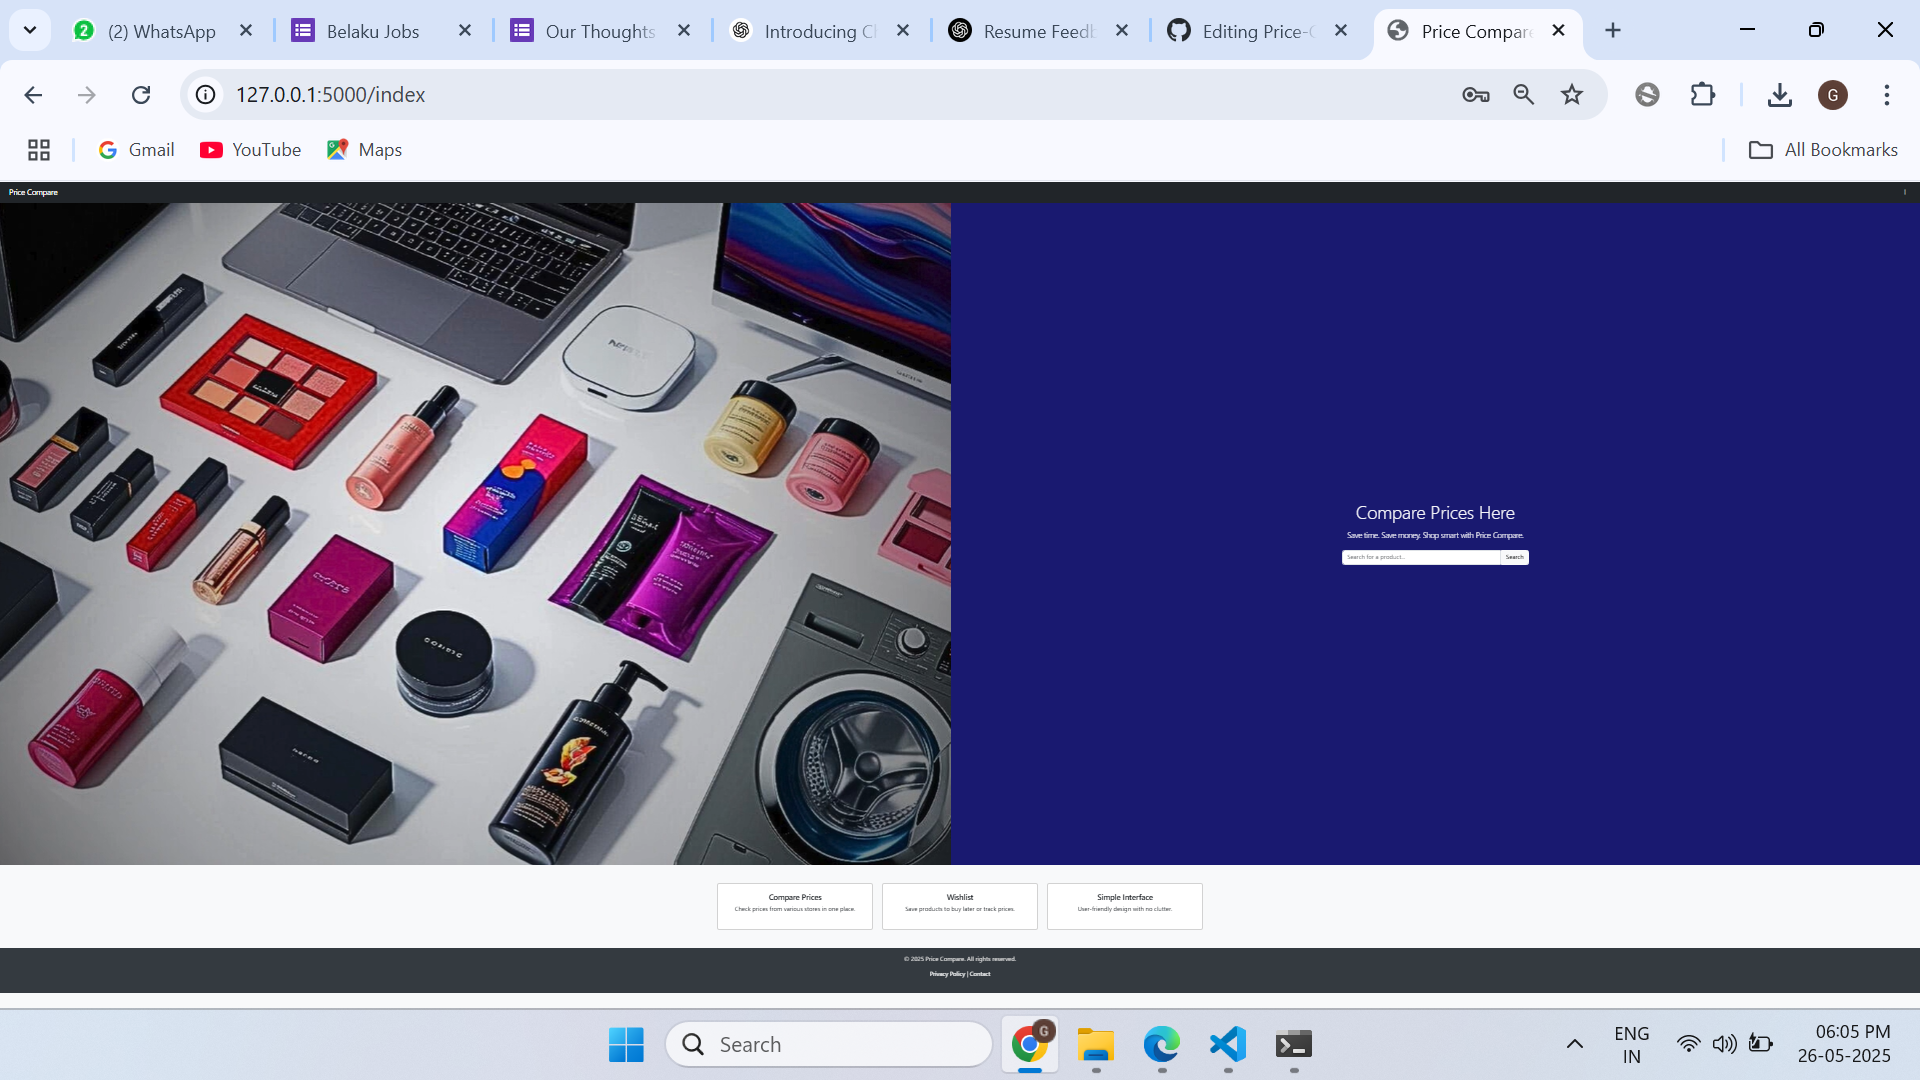 (2) WhatsApp
Belaku Jobs
Our Thoughts
Introducing Ch
Resume Feedb
Editing Price-C
Price Compare
127.0.0.1:5000/index
G
Gmail
YouTube
Maps
All Bookmarks
Price Compare
Compare Prices Here
Save time. Save money. Shop smart with Price Compare.
Search for a product...
Search
Compare Prices
Check prices from various stores in one place.
Wishlist
Save products to buy later or track prices.
Simple Interface
User-friendly design with no clutter.
© 2025 Price Compare. All rights reserved.
Privacy Policy | Contact
Search
G
ENG
IN
06:05 PM
26-05-2025